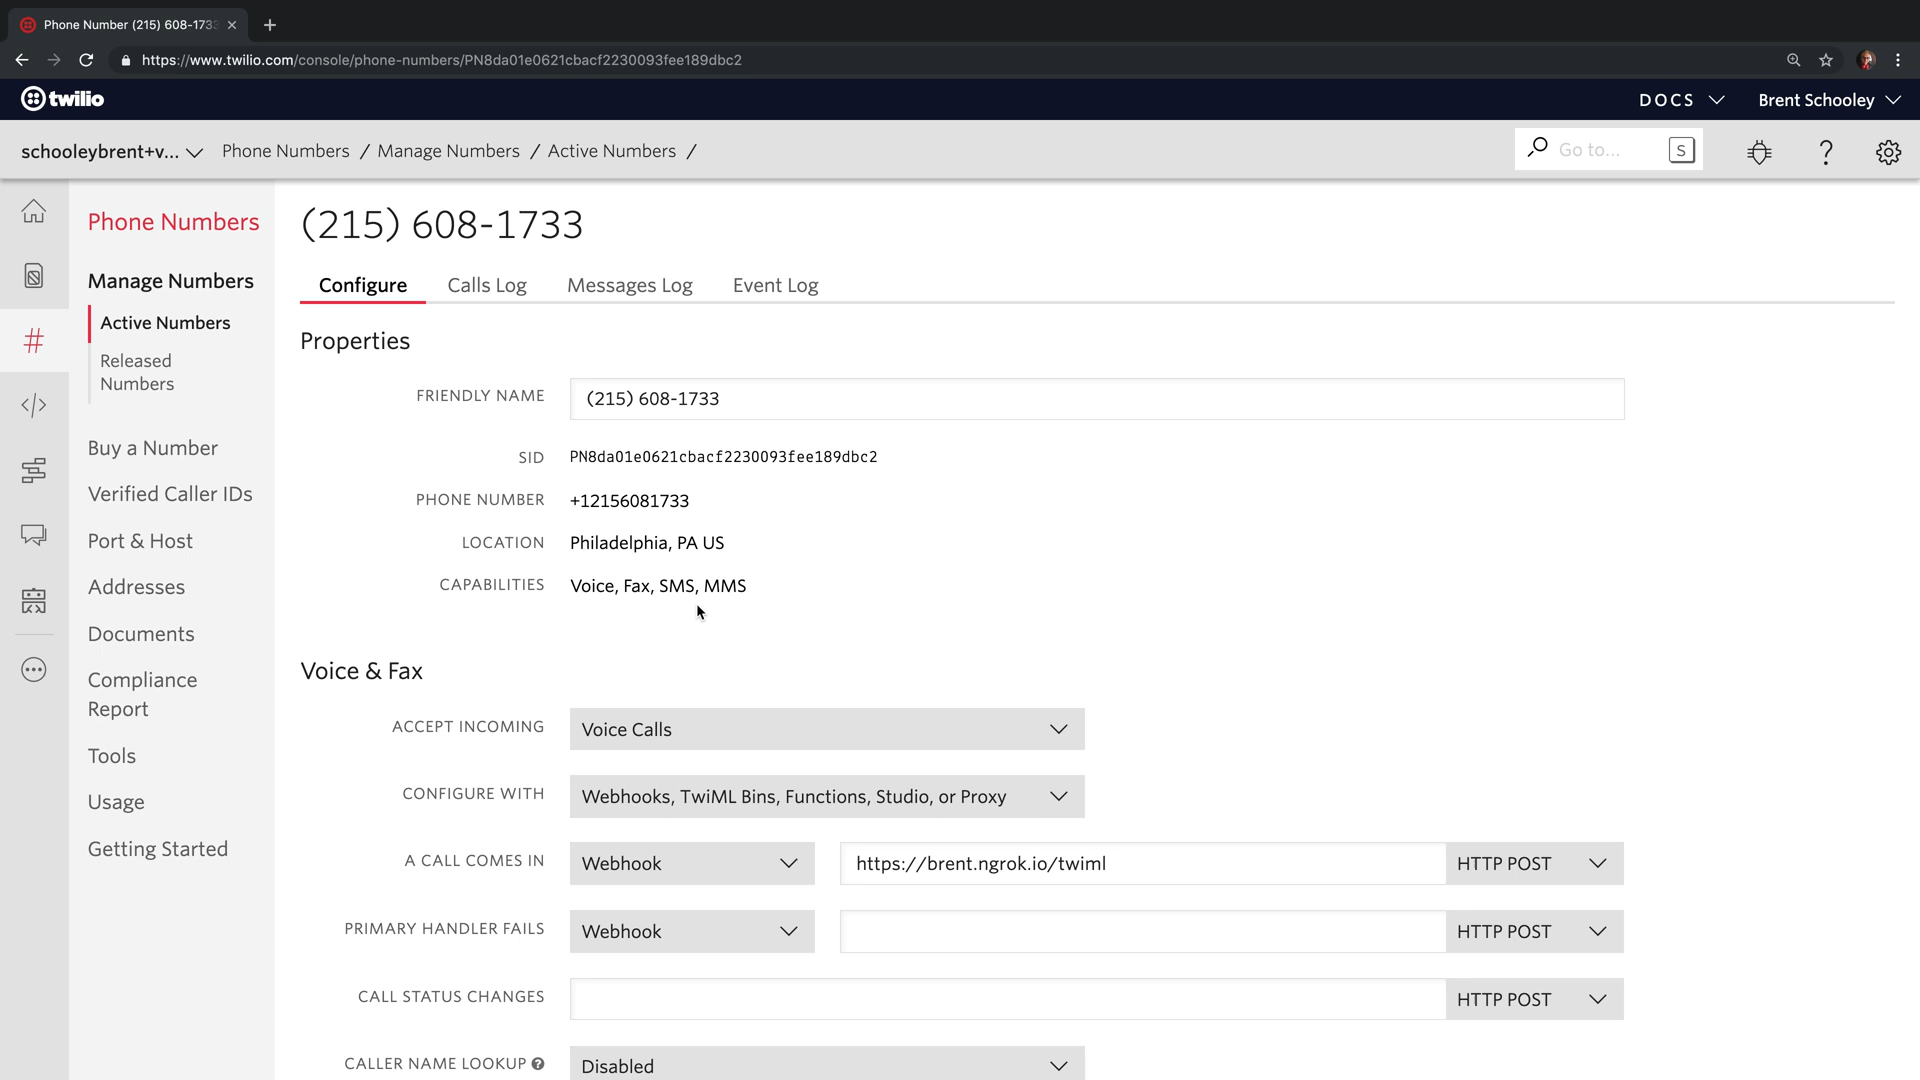 Phone Number (215) 608-1733
https://www.twilio.com/console/phone-numbers/PN8da01e0621cbacf2230093fee189dbc2
twilio
DOCS
Brent Schooley
schooleybrent+v...
Phone Numbers / Manage Numbers / Active Numbers /
Go to...
S
Phone Numbers
Manage Numbers
Active Numbers
Released
Numbers
Buy a Number
Verified Caller IDs
Port & Host
Addresses
Documents
Compliance
Report
Tools
Usage
Getting Started
(215) 608-1733
Configure Calls Log Messages Log Event Log
Properties
FRIENDLY NAME (215) 608-1733
SID PN8da01e0621cbacf2230093fee189dbc2
PHONE NUMBER +12156081733
LOCATION Philadelphia, PA US
CAPABILITIES Voice, Fax, SMS, MMS
Voice & Fax
ACCEPT INCOMING Voice Calls
CONFIGURE WITH Webhooks, TwiML Bins, Functions, Studio, or Proxy
A CALL COMES IN Webhook https://brent.ngrok.io/twiml HTTP POST
PRIMARY HANDLER FAILS Webhook HTTP POST
CALL STATUS CHANGES HTTP POST
CALLER NAME LOOKUP ? Disabled